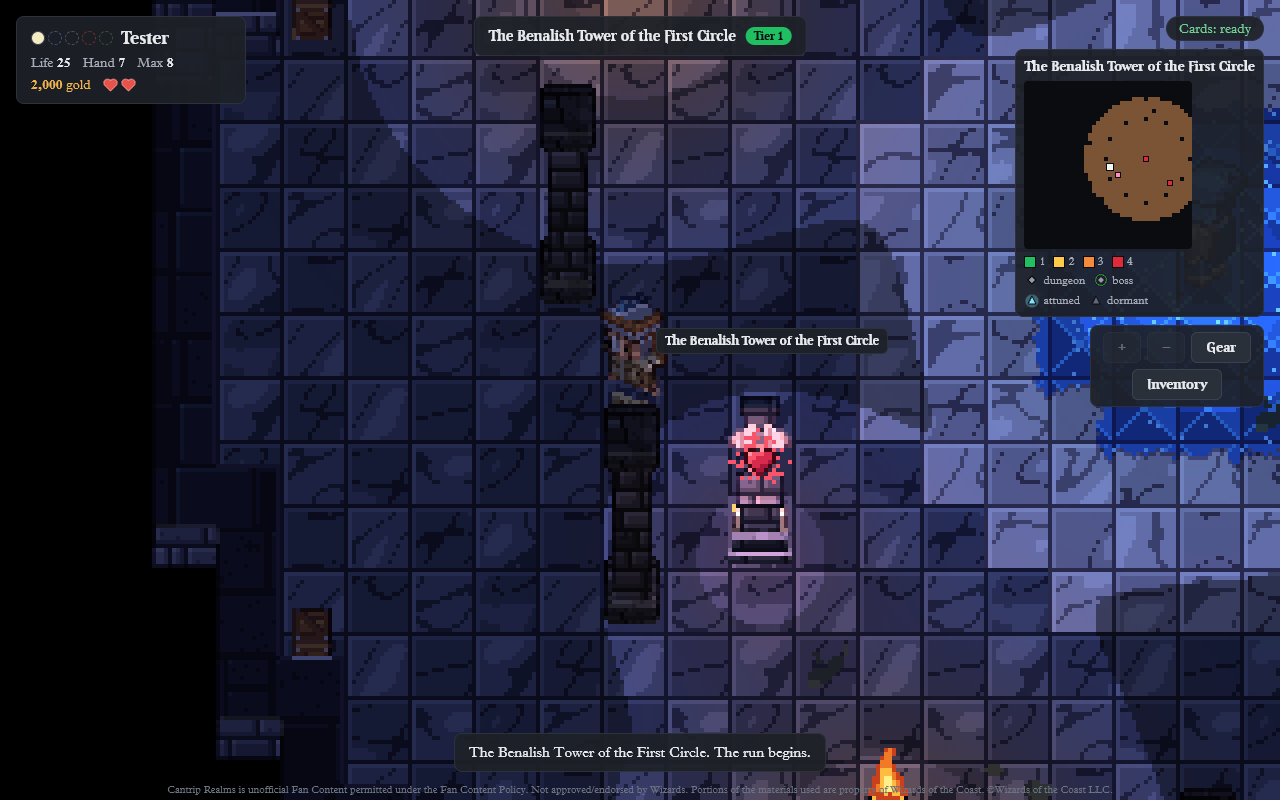 Tester
Life 25 Hand 7 Max 8
2,000 gold
The Benalish Tower of the First Circle Tier 1
Cards: ready
The Benalish Tower of the First Circle
1 2 3 4
dungeon boss
attuned dormant
+ − Gear
Inventory
The Benalish Tower of the First Circle
The Benalish Tower of the First Circle. The run begins.
Cantrip Realms is unofficial Fan Content permitted under the Fan Content Policy. Not approved/endorsed by Wizards. Portions of the materials used are property of Wizards of the Coast. ©Wizards of the Coast LLC.